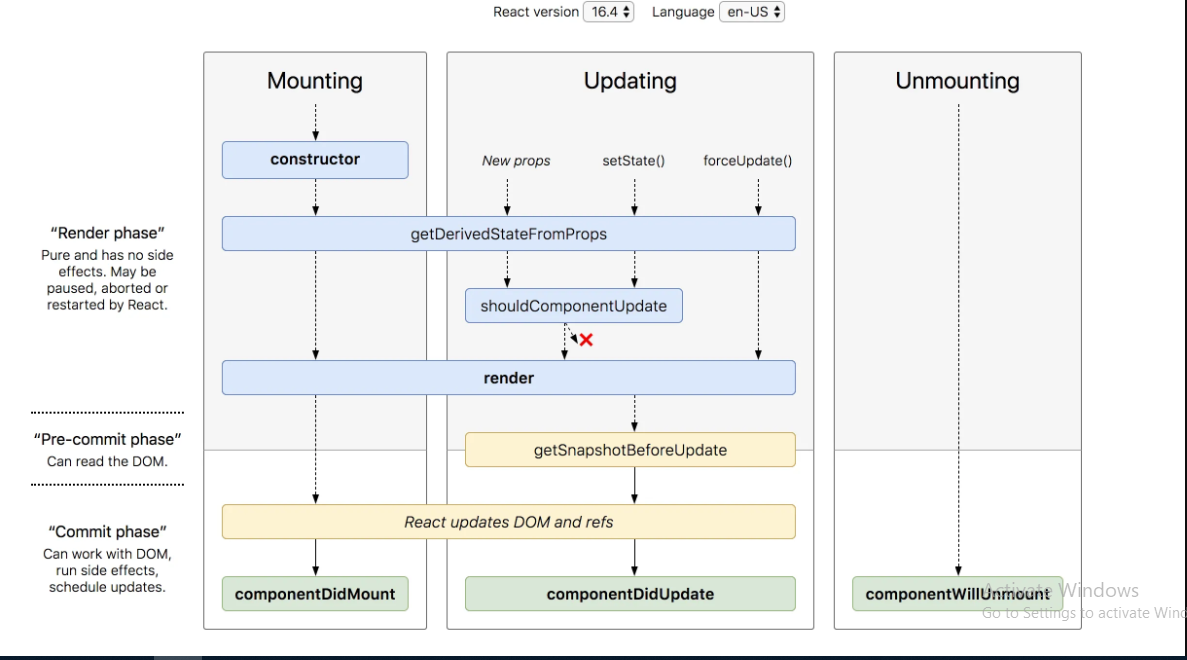 React version 16.4 Language en-US
Mounting
Updating
Unmounting
constructor
New props setState() forceUpdate()
getDerivedStateFromProps
"Render phase"
Pure and has no side
effects. May be
paused, aborted or
restarted by React.
shouldComponentUpdate
render
"Pre-commit phase"
Can read the DOM.
getSnapshotBeforeUpdate
"Commit phase"
Can work with DOM,
run side effects,
schedule updates.
React updates DOM and refs
componentDidMount
componentDidUpdate
componentWillUnmount
Activate Windows
Go to Settings to activate Wind